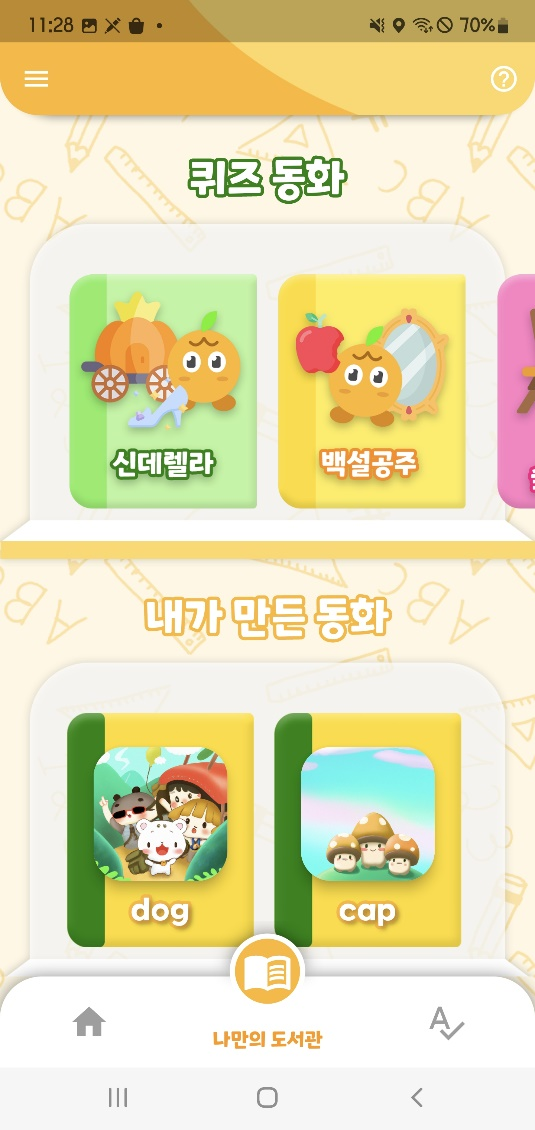 11:28
70%
퀴즈 동화
신데렐라
백설공주
내가 만든 동화
dog
cap
나만의 도서관